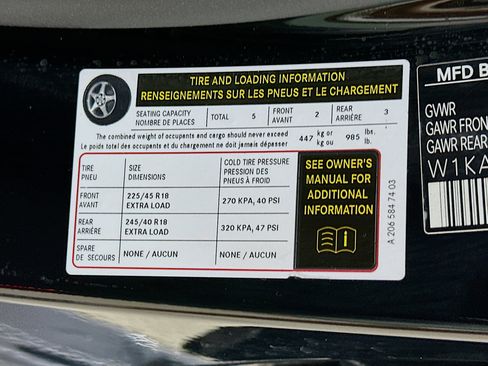 TIRE AND LOADING INFORMATION
RENSEIGNEMENTS SUR LES PNEUS ET LE CHARGEMENT
SEATING CAPACITY TOTAL 5 FRONT 2 REAR 3
NOMBRE DE PLACES AVANT ARRIÈRE
The combined weight of occupants and cargo should never exceed 447 kg or 985 lbs.
Le poids total des occupants et du chargement ne doit jamais dépasser kg ou lb.
TIRE SIZE COLD TIRE PRESSURE
PNEU DIMENSIONS PRESSION DES
PNEUS À FROID
FRONT 225/45 R18 270 KPA, 40 PSI
AVANT EXTRA LOAD
REAR 245/40 R18 320 KPA, 47 PSI
ARRIÈRE EXTRA LOAD
SPARE NONE / AUCUN NONE / AUCUN
DE SECOURS
SEE OWNER'S
MANUAL FOR
ADDITIONAL
INFORMATION
A 206 584 74 03
MFD B
GVWR
GAWR FRON
GAWR REAR
W1KA